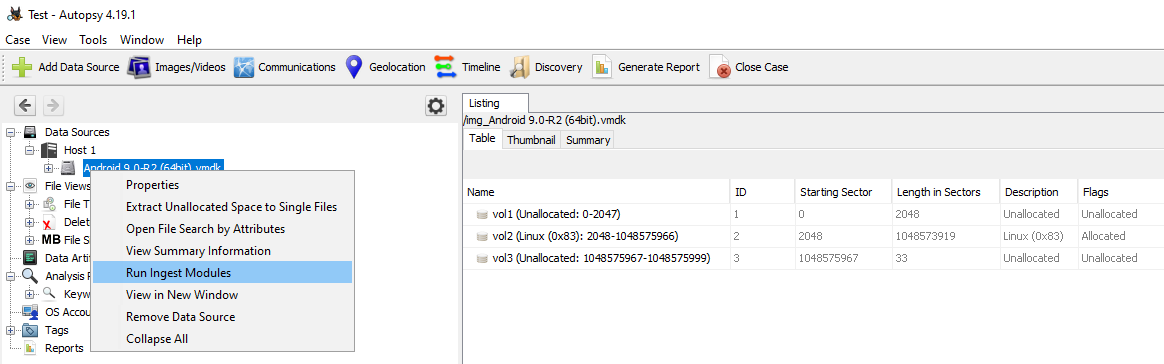 Test - Autopsy 4.19.1
Case View Tools Window Help
Add Data Source Images/Videos Communications Geolocation Timeline Discovery Generate Report Close Case
Listing
/img_Android 9.0-R2 (64bit).vmdk
Table Thumbnail Summary
Data Sources
Host 1
Android 9.0-R2 (64bit).vmdk
File Views
File T
Delet
MB File S
Data Artif
Analysis R
Keyw
OS Accou
Tags
Reports
Properties
Extract Unallocated Space to Single Files
Open File Search by Attributes
View Summary Information
Run Ingest Modules
View in New Window
Remove Data Source
Collapse All
Name ID Starting Sector Length in Sectors Description Flags
vol1 (Unallocated: 0-2047) 1 0 2048 Unallocated Unallocated
vol2 (Linux (0x83): 2048-1048575966) 2 2048 1048573919 Linux (0x83) Allocated
vol3 (Unallocated: 1048575967-1048575999) 3 1048575967 33 Unallocated Unallocated